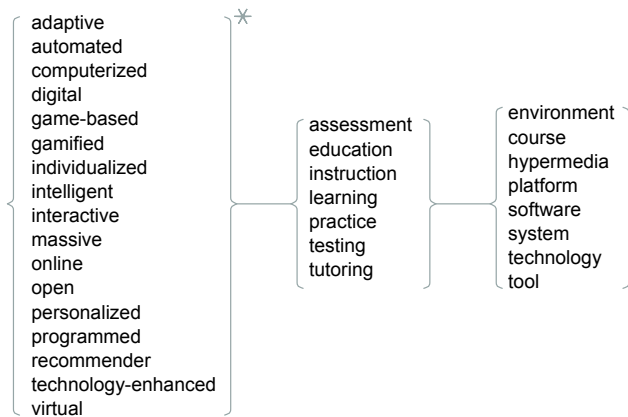 adaptive
automated
computerized
digital
game-based
gamified
individualized
intelligent
interactive
massive
online
open
personalized
programmed
recommender
technology-enhanced
virtual
*
assessment
education
instruction
learning
practice
testing
tutoring
environment
course
hypermedia
platform
software
system
technology
tool